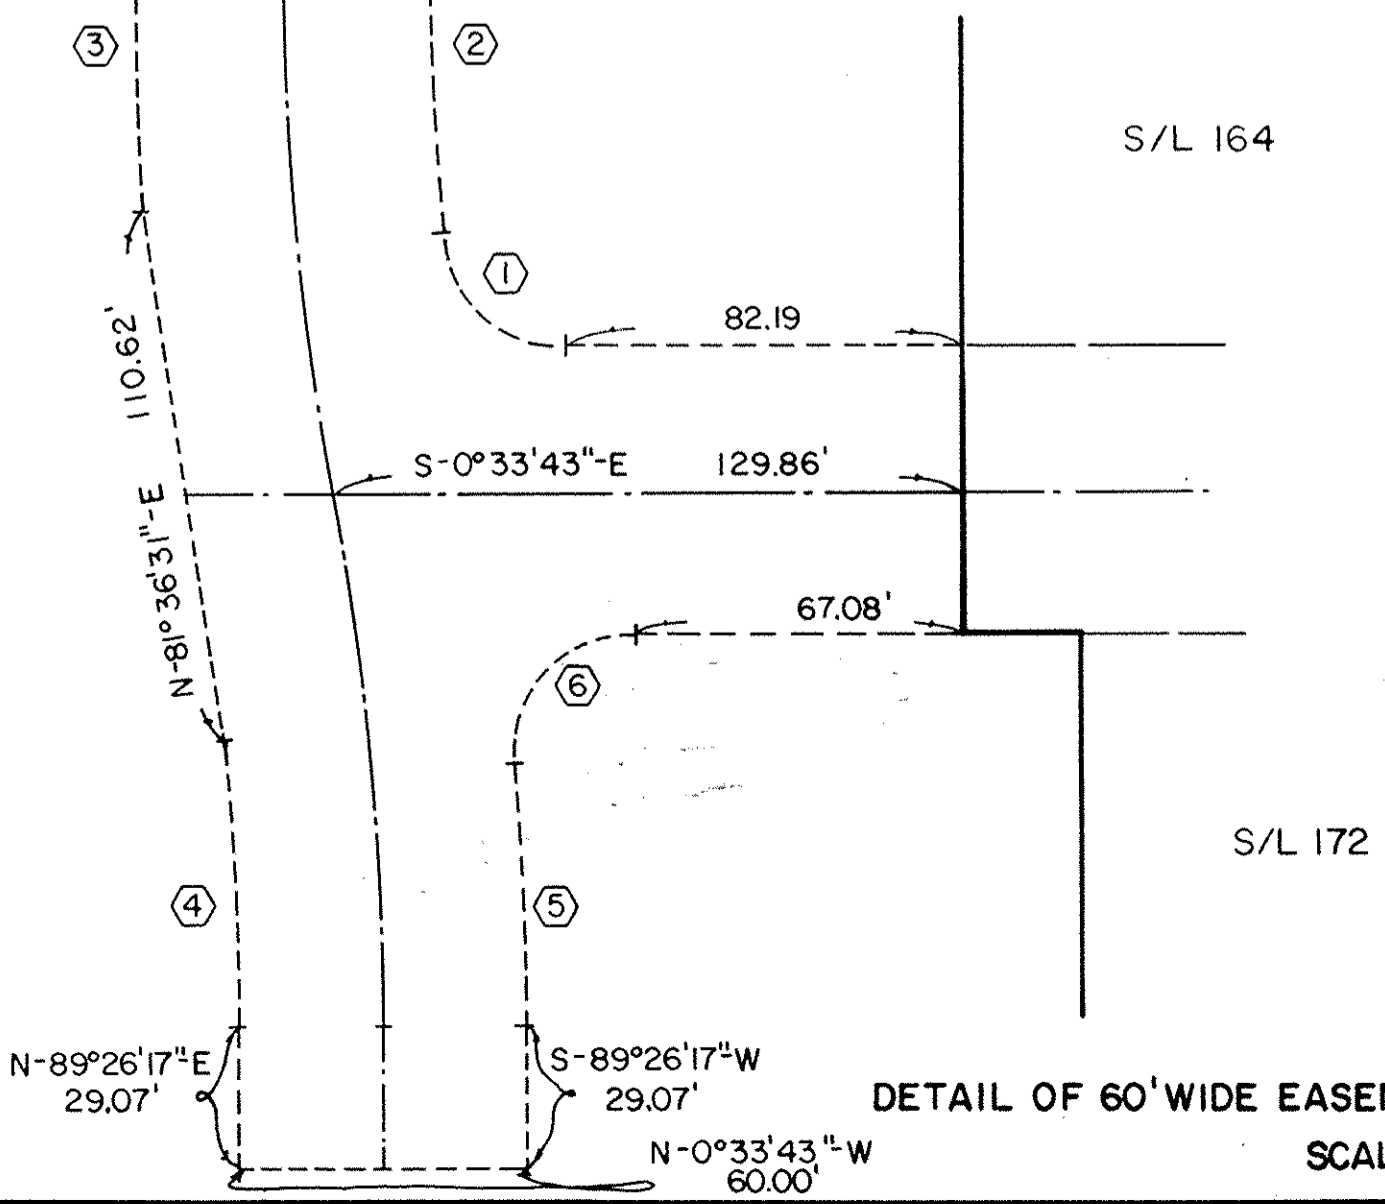 3
2
S/L 164
1
82.19
110.62'
S-0°33'43"-E 129.86'
N-81°36'31"-E
67.08'
6
S/L 172
4
5
N-89°26'17"-E
29.07'
S-89°26'17"-W
29.07'
DETAIL OF 60' WIDE
N-0°33'43"-W
60.00'